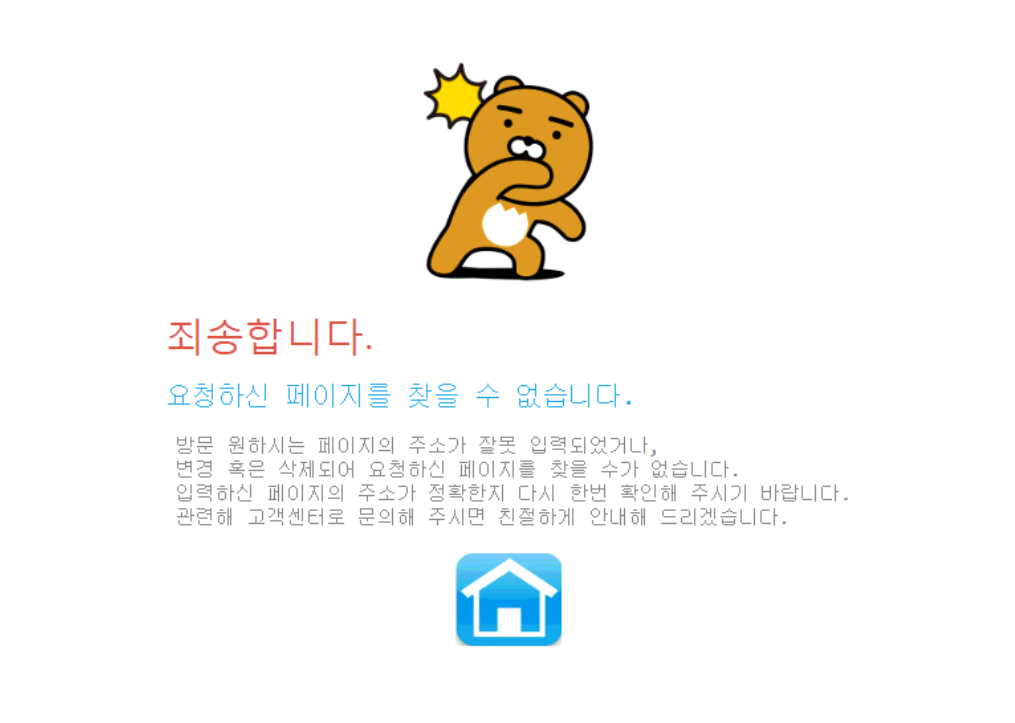 죄송합니다.
요청하신 페이지를 찾을 수 없습니다.
방문 원하시는 페이지의 주소가 잘못 입력되었거나,
변경 혹은 삭제되어 요청하신 페이지를 찾을 수가 없습니다.
입력하신 페이지의 주소가 정확한지 다시 한번 확인해 주시기 바랍니다.
관련해 고객센터로 문의해 주시면 친절하게 안내해 드리겠습니다.